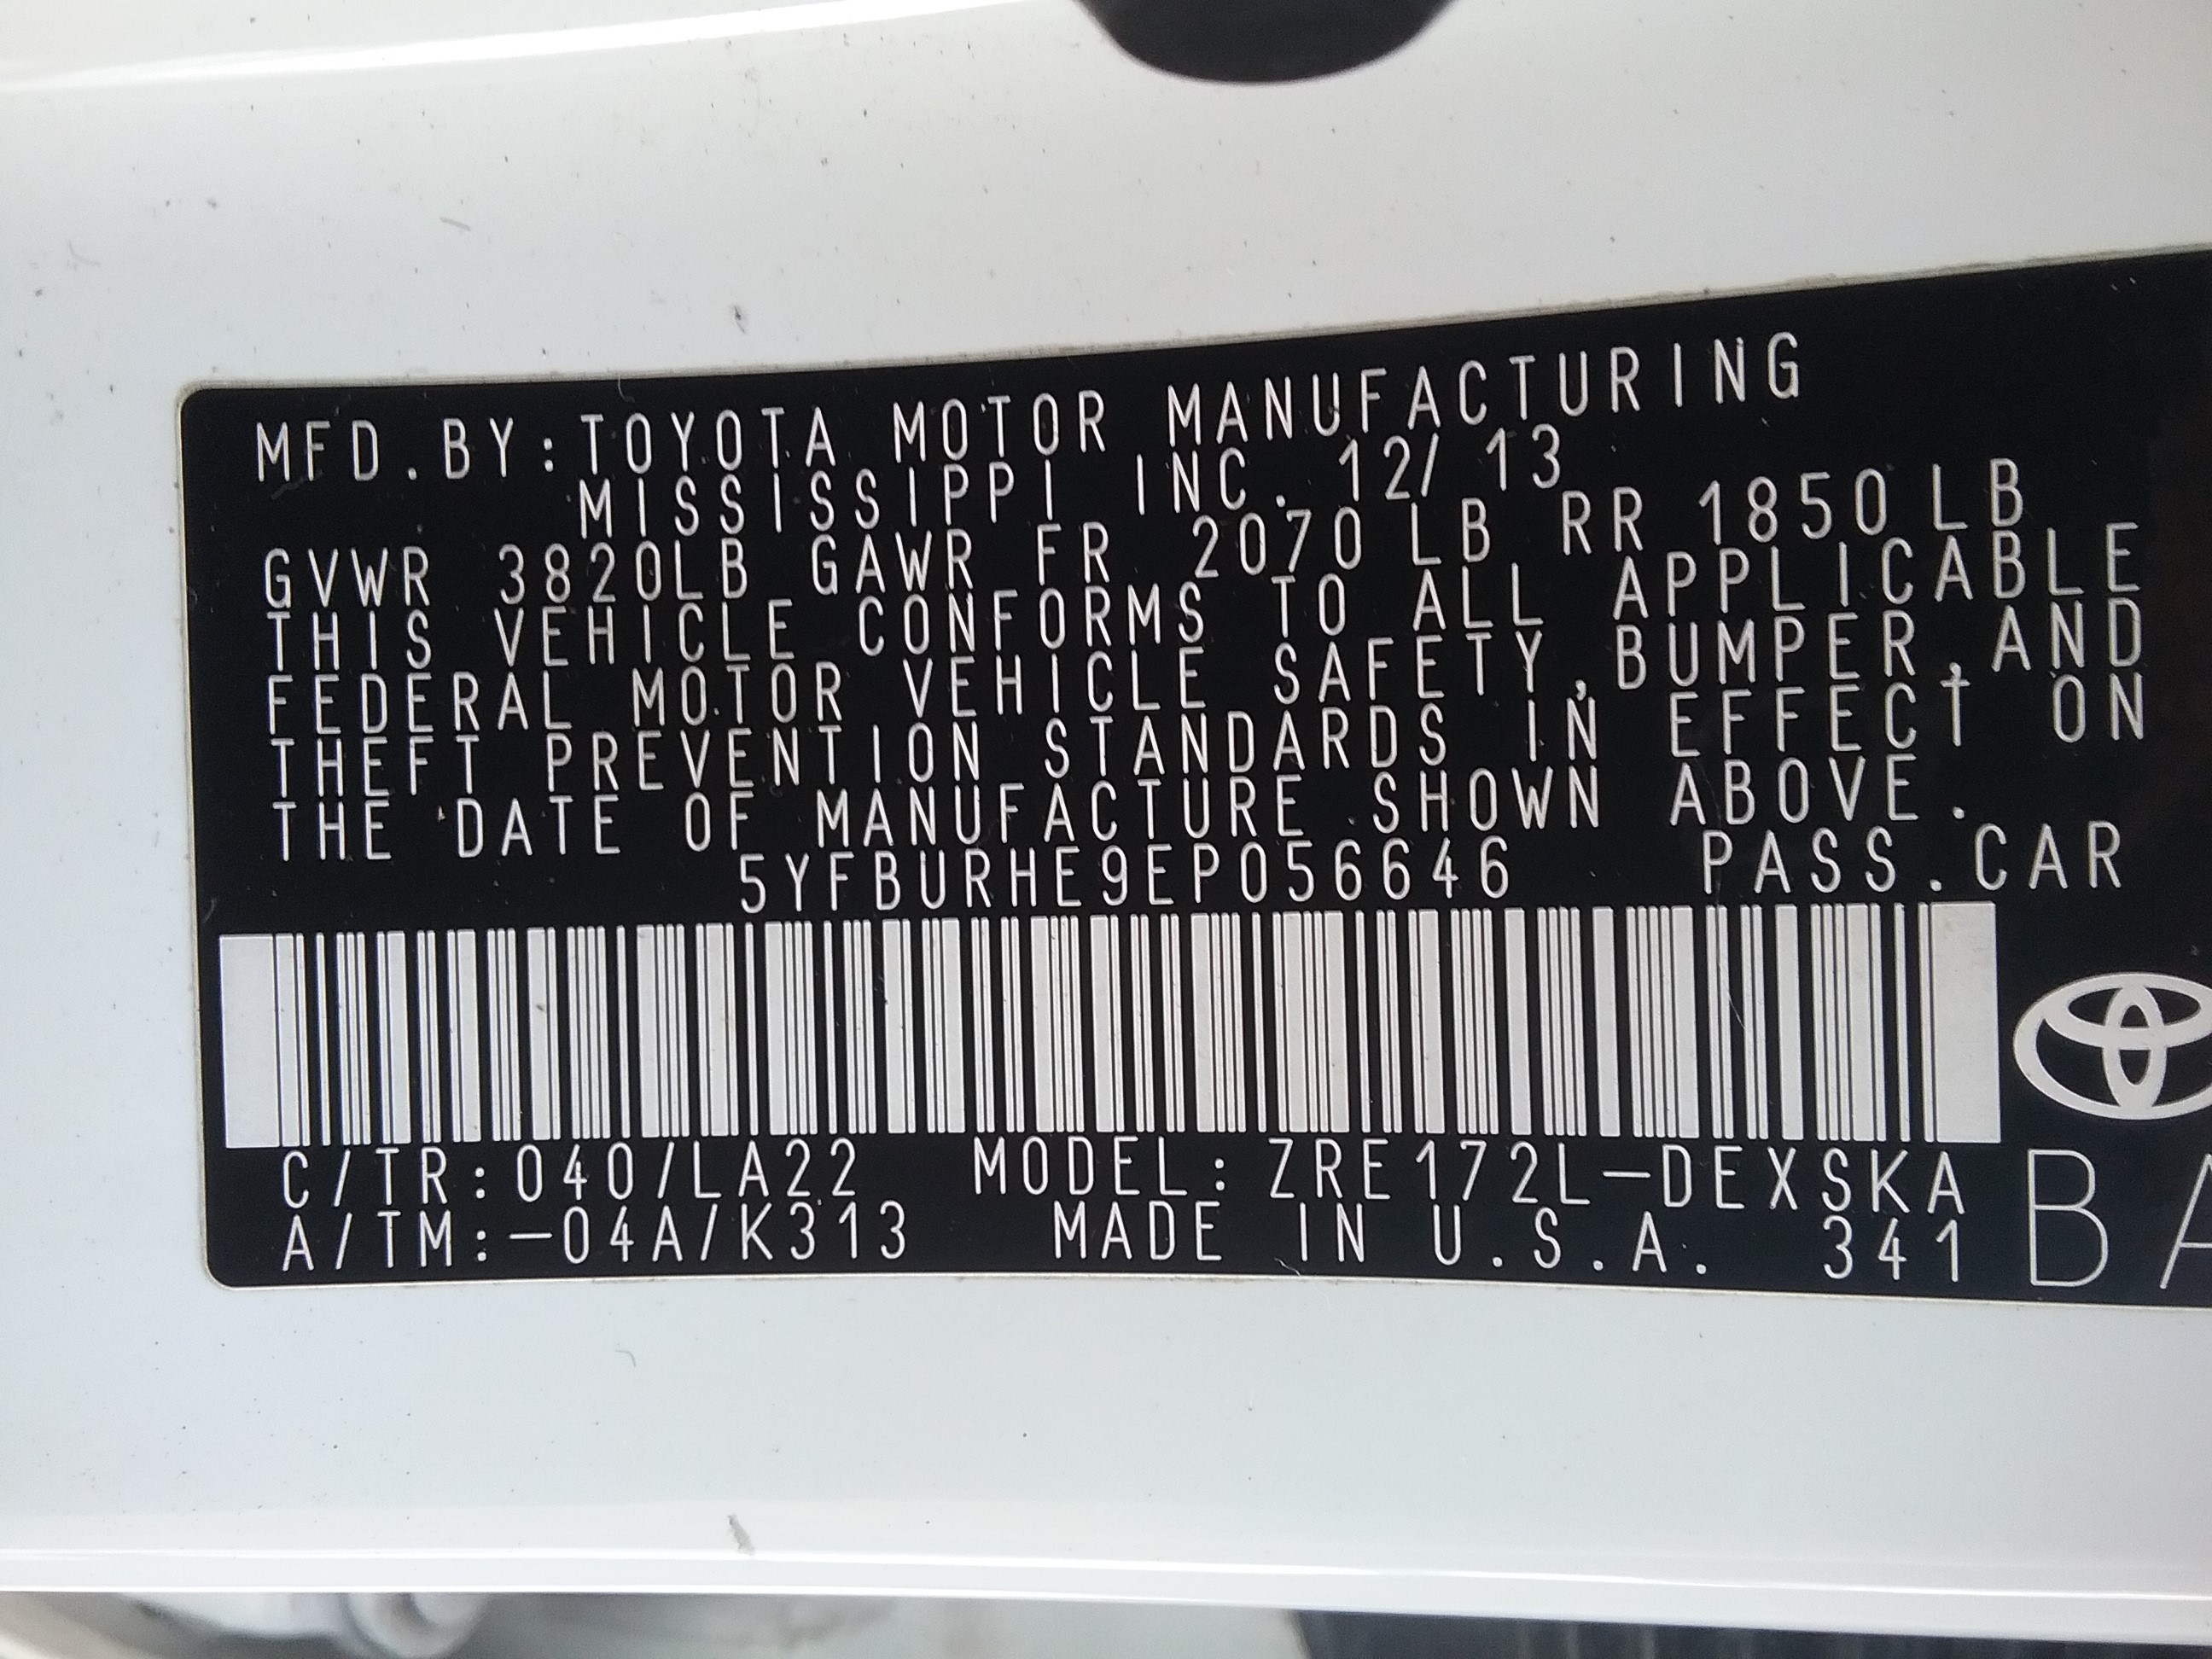 MFD.BY:TOYOTA MOTOR MANUFACTURING
MISSISSIPPI INC. 12/ 13
GVWR 3820LB GAWR FR 2070 LB RR 1850 LB
THIS VEHICLE CONFORMS TO ALL APPLICABLE
FEDERAL MOTOR VEHICLE SAFETY,BUMPER,AND
THEFT PREVENTION STANDARDS IN EFFECT ON
THE DATE OF MANUFACTURE SHOWN ABOVE.
5YFBURHE9EP056646 PASS.CAR
C/TR:040/LA22 MODEL: ZRE172L-DEXSKA
A/TM:-04A/K313 MADE IN U.S.A. 341